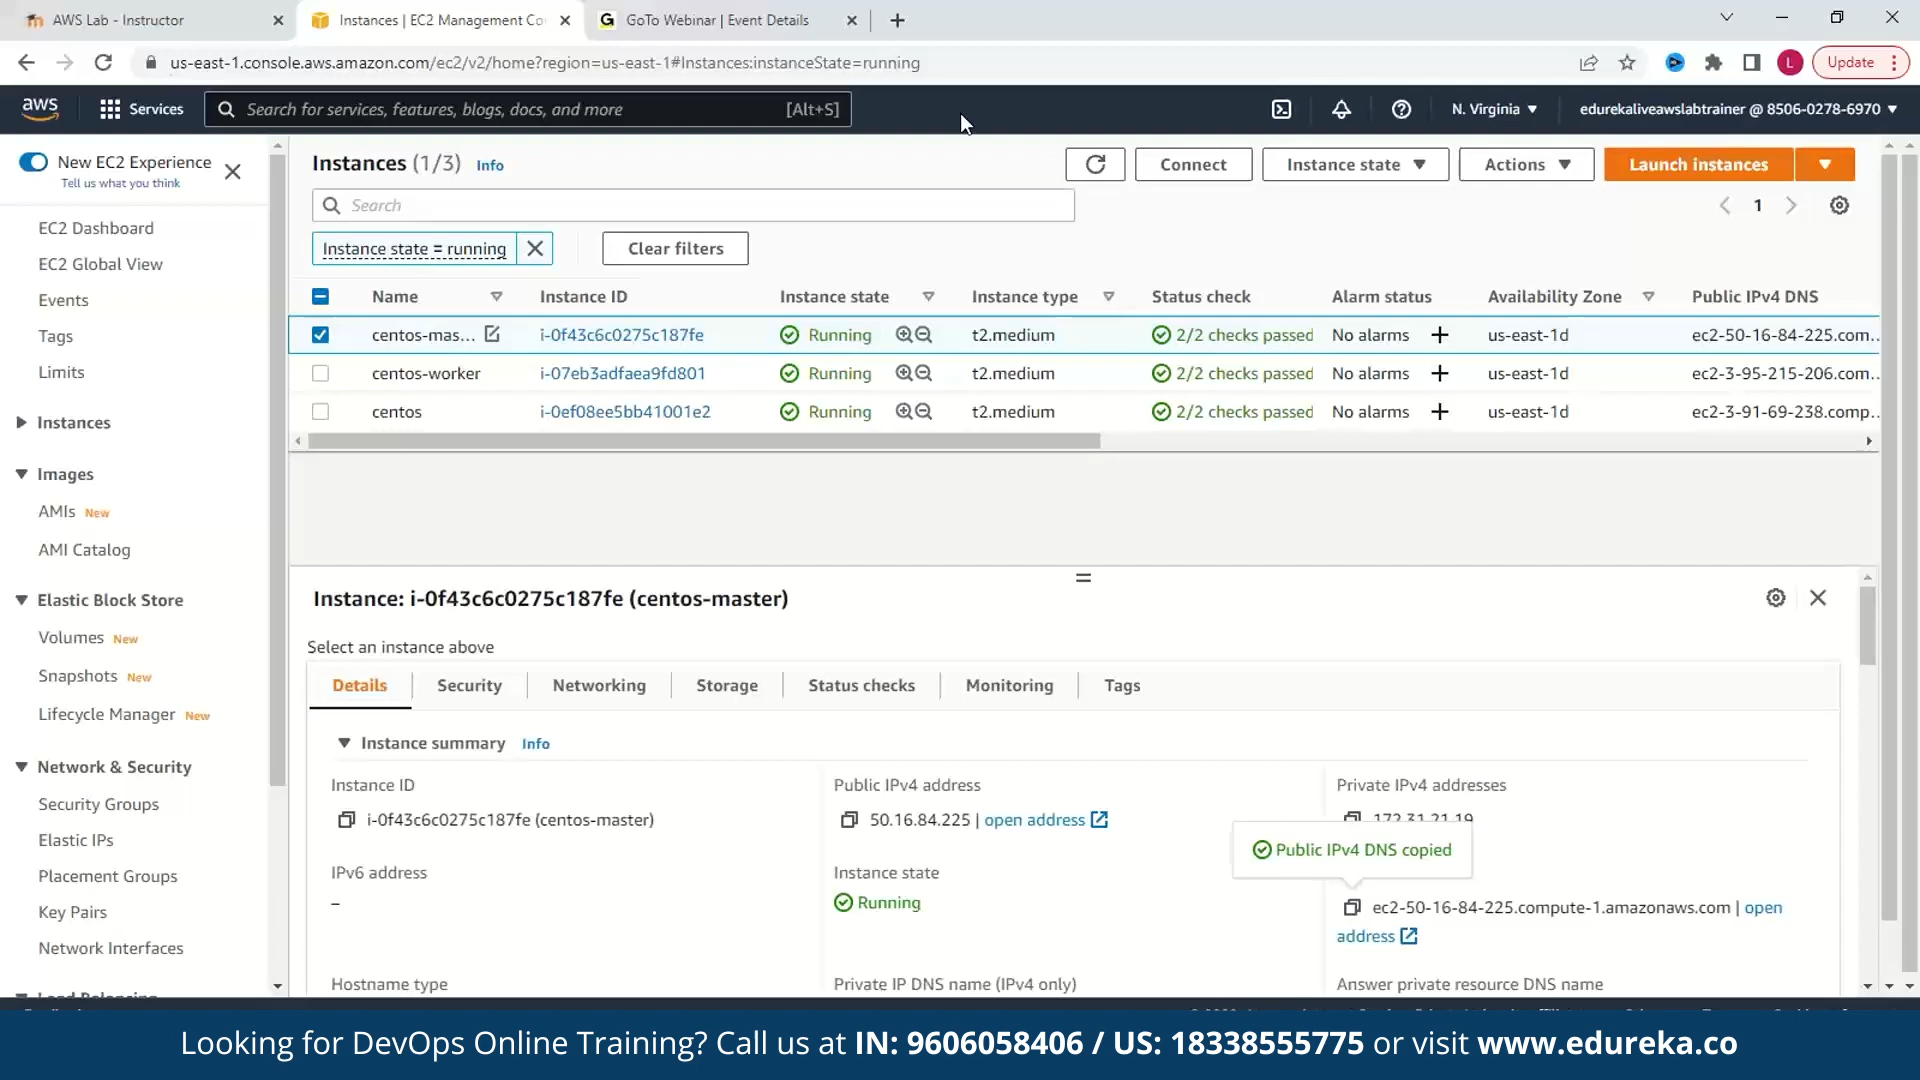 AWS Lab - Instructor
Instances | EC2 Management Co
GoTo Webinar | Event Details
us-east-1.console.aws.amazon.com/ec2/v2/home?region=us-east-1#Instances:instanceState=running
L
Update
aws
Services
Search for services, features, blogs, docs, and more
[Alt+S]
N. Virginia
edurekaliveawslabtrainer @ 8506-0278-6970
New EC2 Experience
Tell us what you think
EC2 Dashboard
EC2 Global View
Events
Tags
Limits
Instances
Images
AMIs New
AMI Catalog
Elastic Block Store
Volumes New
Snapshots New
Lifecycle Manager New
Network & Security
Security Groups
Elastic IPs
Placement Groups
Key Pairs
Network Interfaces
Load Balancing
Instances (1/3) Info
Connect
Instance state
Actions
Launch instances
Search
1
Instance state = running
Clear filters
Name Instance ID Instance state Instance type Status check Alarm status Availability Zone Public IPv4 DNS
centos-mas... i-0f43c6c0275c187fe Running t2.medium 2/2 checks passed No alarms + us-east-1d ec2-50-16-84-225.com...
centos-worker i-07eb3adfaea9fd801 Running t2.medium 2/2 checks passed No alarms + us-east-1d ec2-3-95-215-206.com...
centos i-0ef08ee5bb41001e2 Running t2.medium 2/2 checks passed No alarms + us-east-1d ec2-3-91-69-238.comp...
Instance: i-0f43c6c0275c187fe (centos-master)
Select an instance above
Details Security Networking Storage Status checks Monitoring Tags
Instance summary Info
Instance ID
i-0f43c6c0275c187fe (centos-master)
Public IPv4 address
50.16.84.225 | open address
Private IPv4 addresses
172.31.21.19
Public IPv4 DNS copied
IPv6 address
–
Instance state
Running
ec2-50-16-84-225.compute-1.amazonaws.com | open
address
Hostname type
Private IP DNS name (IPv4 only)
Answer private resource DNS name
Looking for DevOps Online Training? Call us at IN: 9606058406 / US: 18338555775 or visit www.edureka.co